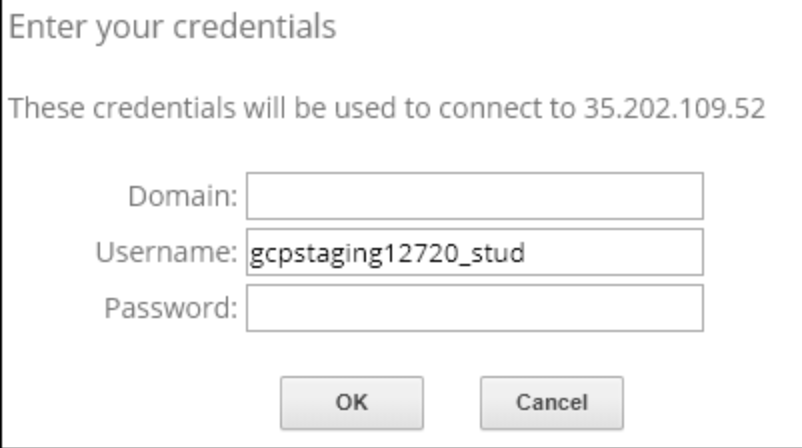 Enter your credentials
These credentials will be used to connect to 35.202.109.52
Domain:
Username: gcpstaging12720_stud
Password:
OK Cancel